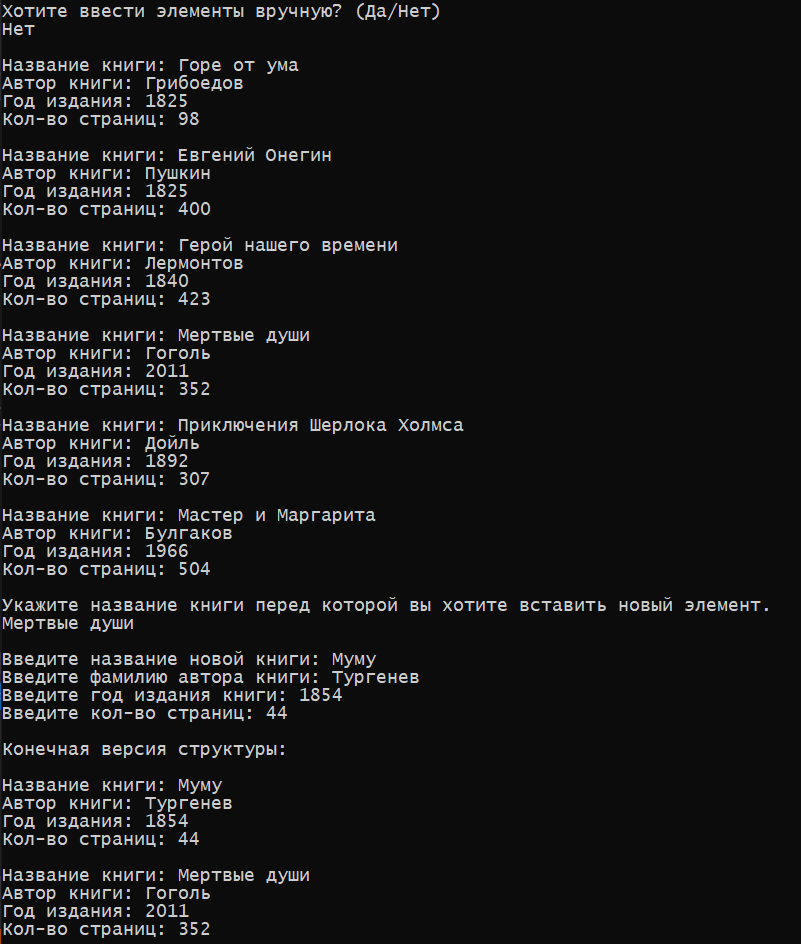 Хотите ввести элементы вручную? (Да/Нет)
Нет
Название книги: Горе от ума
Автор книги: Грибоедов
Год издания: 1825
Кол-во страниц: 98
Название книги: Евгений Онегин
Автор книги: Пушкин
Год издания: 1825
Кол-во страниц: 400
Название книги: Герой нашего времени
Автор книги: Лермонтов
Год издания: 1840
Кол-во страниц: 423
Название книги: Мертвые души
Автор книги: Гоголь
Год издания: 2011
Кол-во страниц: 352
Название книги: Приключения Шерлока Холмса
Автор книги: Дойль
Год издания: 1892
Кол-во страниц: 307
Название книги: Мастер и Маргарита
Автор книги: Булгаков
Год издания: 1966
Кол-во страниц: 504
Укажите название книги перед которой вы хотите вставить новый элемент.
Мертвые души
Введите название новой книги: Муму
Введите фамилию автора книги: Тургенев
Введите год издания книги: 1854
Введите кол-во страниц: 44
Конечная версия структуры:
Название книги: Муму
Автор книги: Тургенев
Год издания: 1854
Кол-во страниц: 44
Название книги: Мертвые души
Автор книги: Гоголь
Год издания: 2011
Кол-во страниц: 352